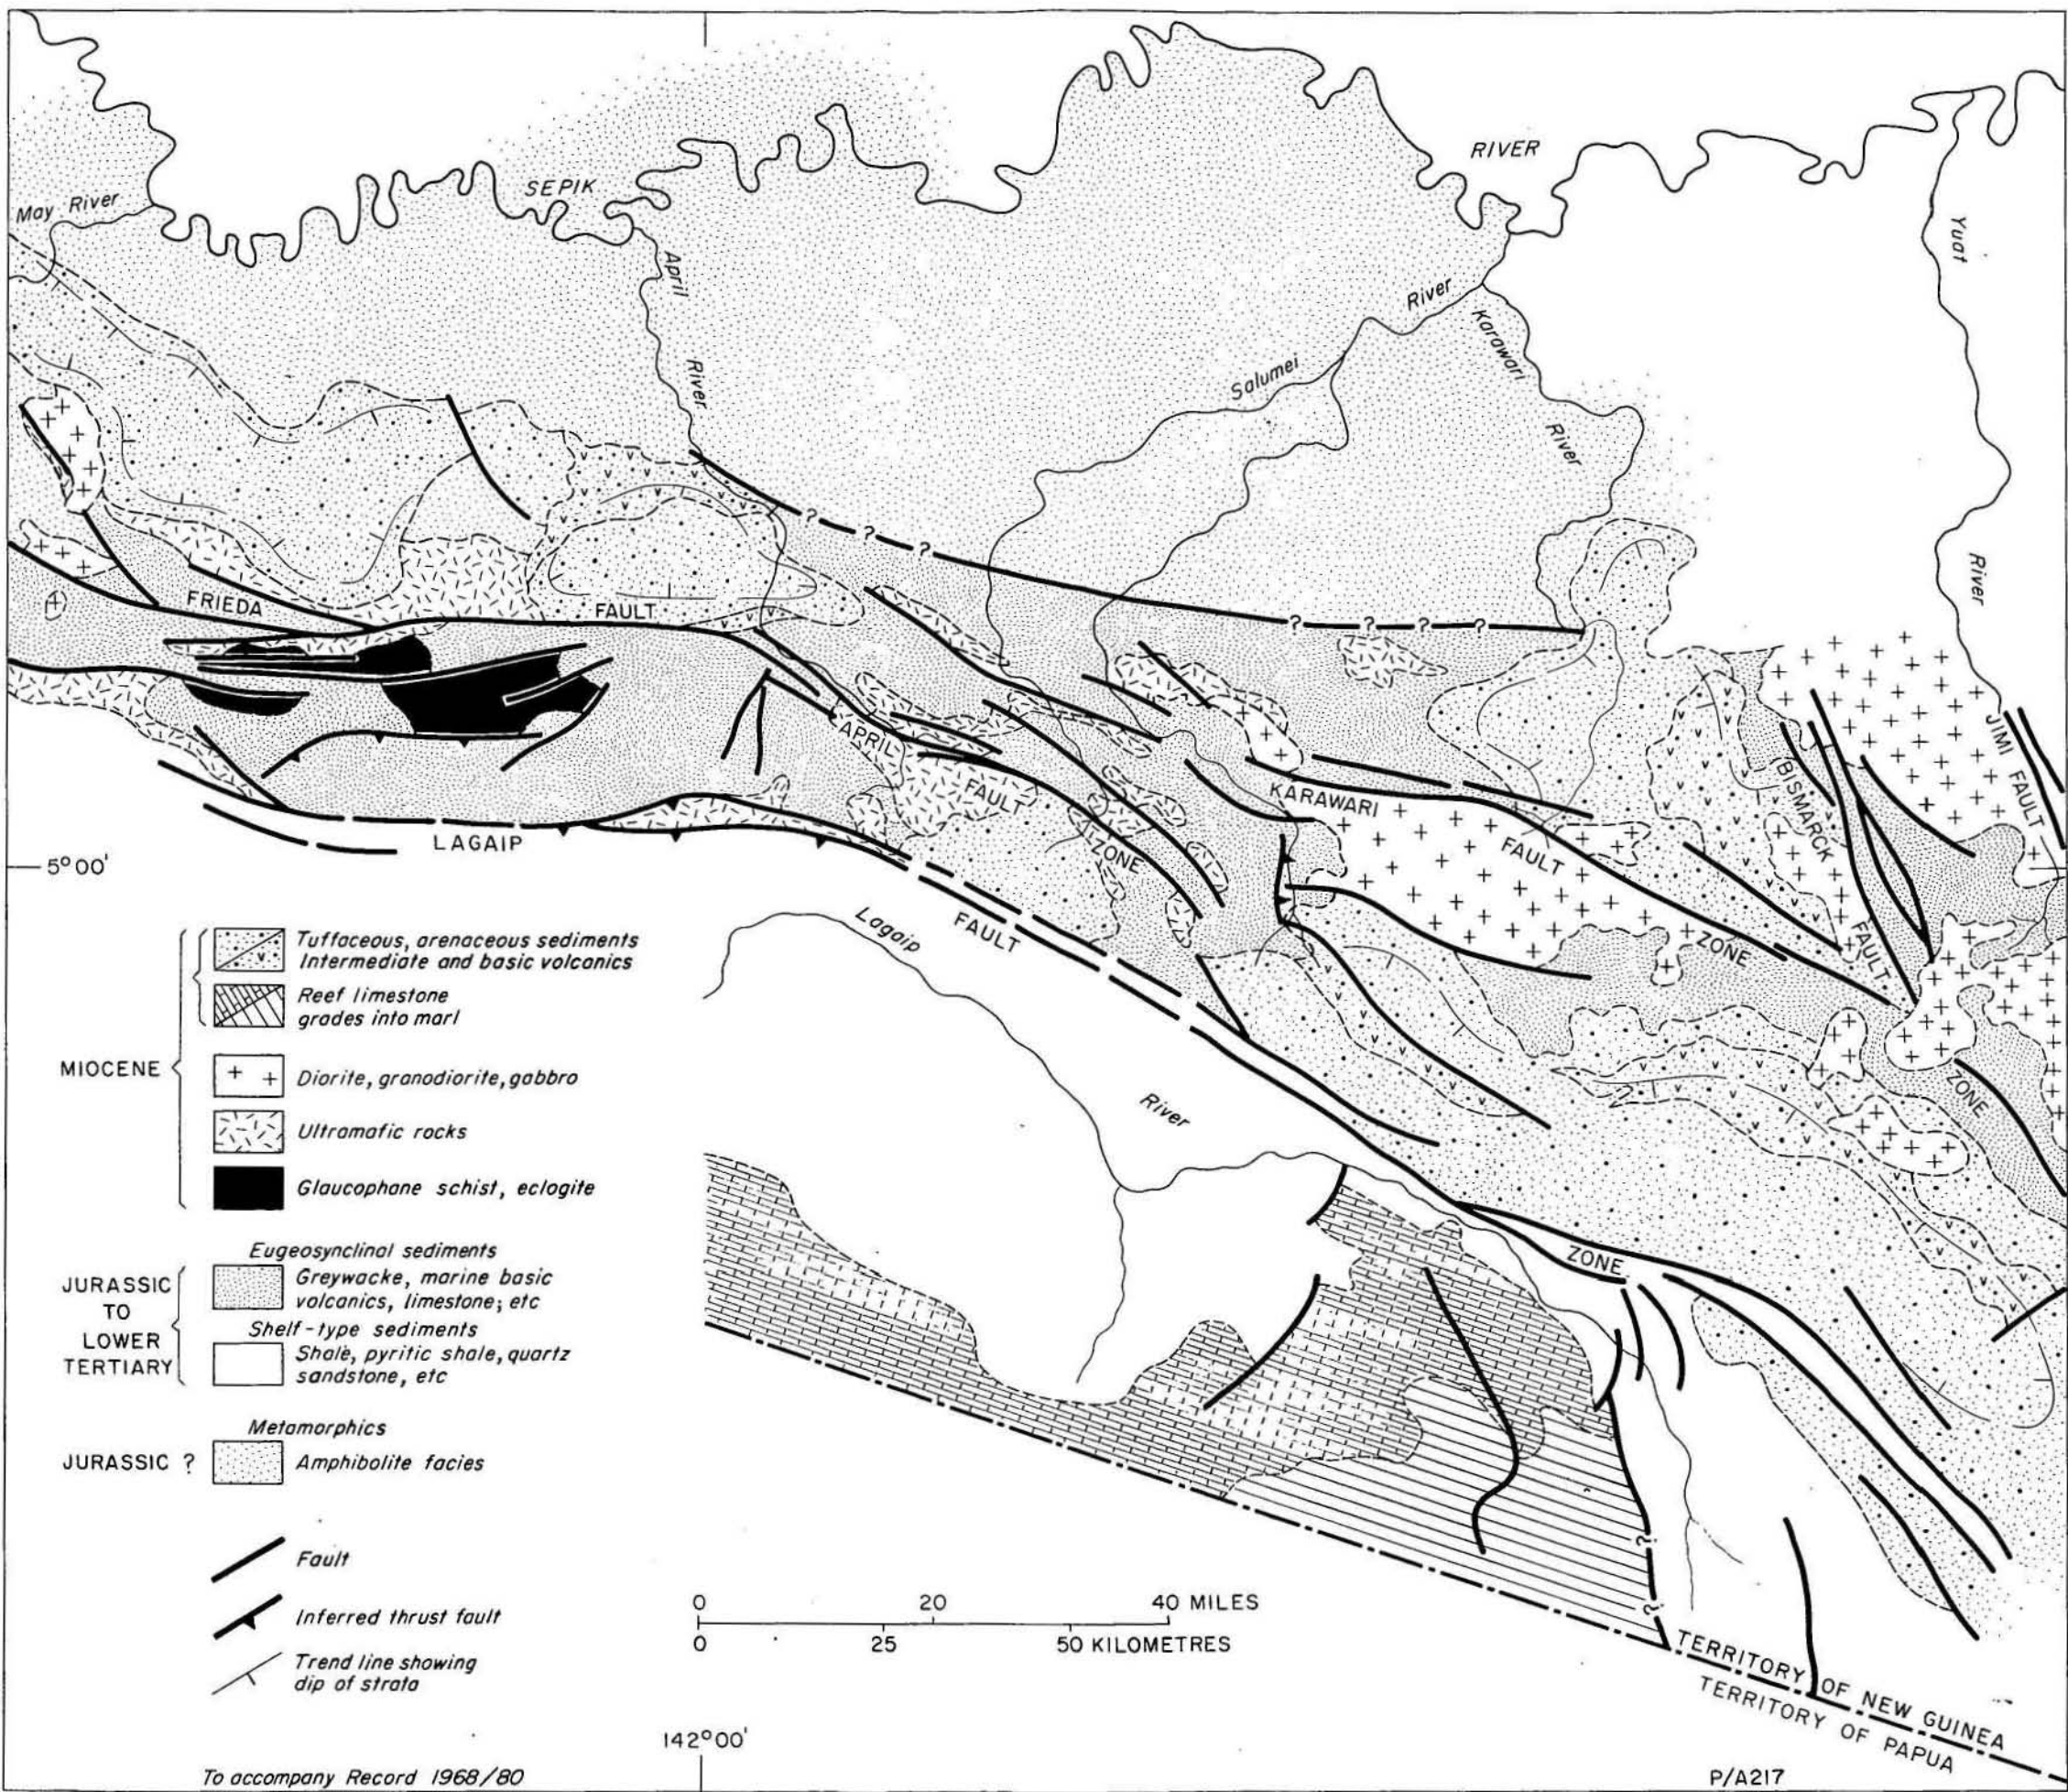 RIVER
SEPIK
May River
Yuat
April
River
River
Karawari
Salumei
River
River
River
FRIEDA
FAULT
JIMI FAULT
APRIL
FAULT
BISMARCK
KARAWARI
LAGAIP
ZONE
FAULT
5°00'
Lagaip
FAULT
ZONE
FAULT
Tuffaceous, arenaceous sediments
Intermediate and basic volcanics
Reef limestone
grades into marl
MIOCENE
Diorite, granodiorite, gabbro
ZONE
River
Ultramafic rocks
Glaucophane schist, eclogite
Eugeosynclinal sediments
ZONE
JURASSIC
TO
LOWER
TERTIARY
Greywacke, marine basic
volcanics, limestone; etc
Shelf-type sediments
Shale, pyritic shale, quartz
sandstone, etc
Metamorphics
JURASSIC ?
Amphibolite facies
Fault
Inferred thrust fault
Trend line showing
dip of strata
0 20 40 MILES
0 25 50 KILOMETRES
TERRITORY OF NEW GUINEA
TERRITORY OF PAPUA
142°00'
To accompany Record 1968/80
P/A217